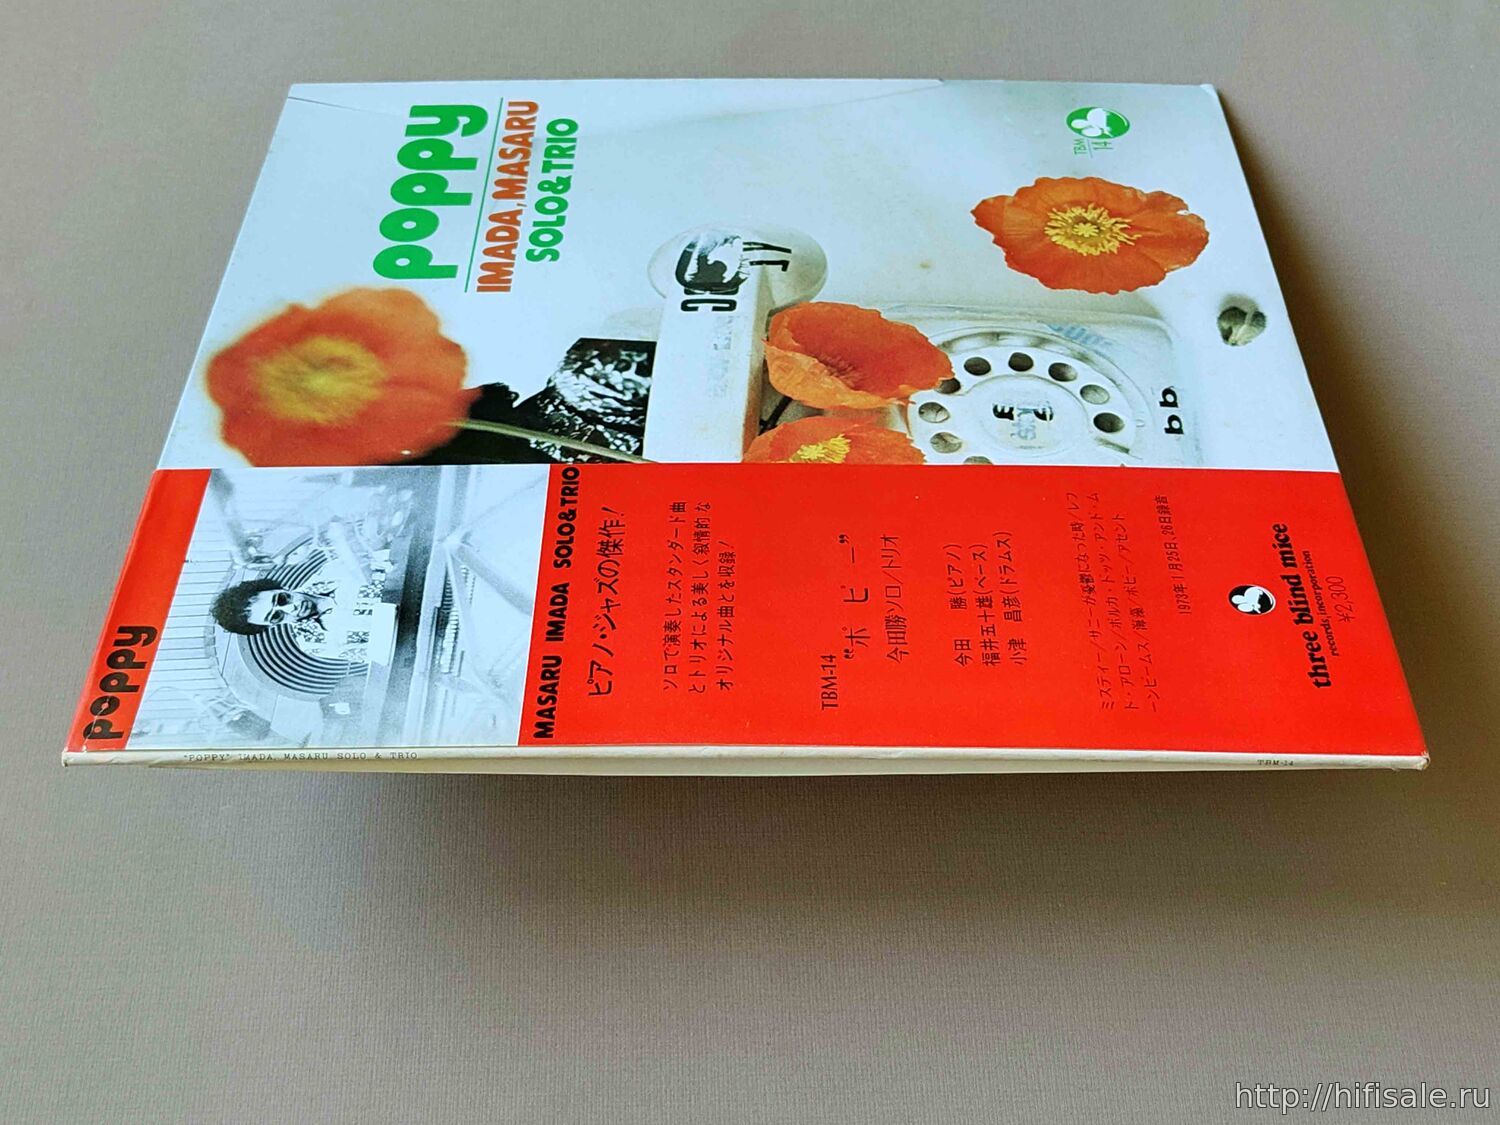 poppy
IMADA, MASARU
SOLO & TRIO
TBM
14
poppy
MASARU IMADA SOLO & TRIO
ピアノ・ジャズの傑作!
ソロで演奏したスタンダード曲
とトリオによる美しく叙情的な
オリジナル曲とを収録!
TBM-14
“ポピー”
今田勝ソロ/トリオ
今田 勝(ピアノ)
福井五十雄(ベース)
小津 昌彦(ドラムス)
ミスティー/サニーが憂鬱になった時/レフ
ト・アローン/ポルカ・ドッツ・アンド・ム
ーンビームス/海藻/ポピー/アセント
1973年1月25日、26日録音
three blind mice
records, incorporation
¥2,300
"POPPY" IMADA, MASARU SOLO & TRIO
TBM-14
http://hifisale.ru